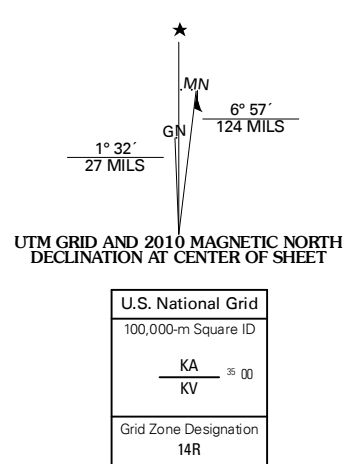 ★
MN
GN
6° 57´
124 MILS
1° 32´
27 MILS
UTM GRID AND 2010 MAGNETIC NORTH
DECLINATION AT CENTER OF SHEET
U.S. National Grid
100,000-m Square ID
KA
KV
35 00
Grid Zone Designation
14R